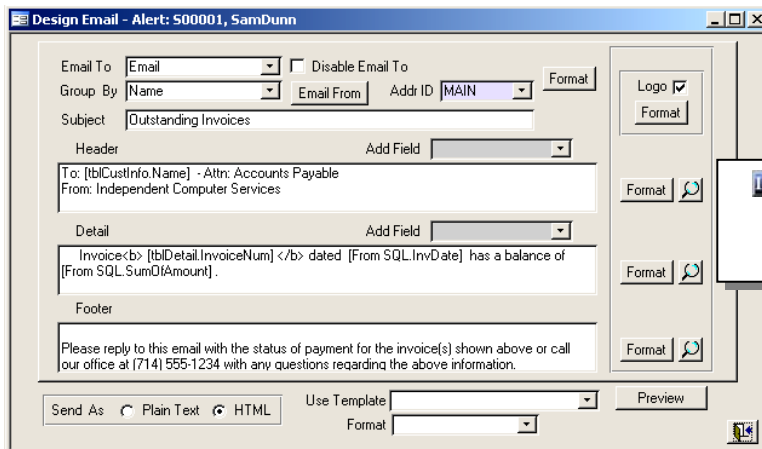 Design Email - Alert: S00001, SamDunn
Email To Email Disable Email To Format
Group By Name Email From Addr ID MAIN
Subject Outstanding Invoices
Logo
Format
Header Add Field
To: [tblCustInfo.Name] - Attn: Accounts Payable
From: Independent Computer Services
Format
Detail Add Field
Invoice<b> [tblDetail.InvoiceNum] </b> dated [From SQL.InvDate] has a balance of
[From SQL.SumOfAmount] .
Format
Footer
Please reply to this email with the status of payment for the invoice(s) shown above or call
our office at (714) 555-1234 with any questions regarding the above information.
Format
Send As Plain Text HTML Use Template Preview
Format